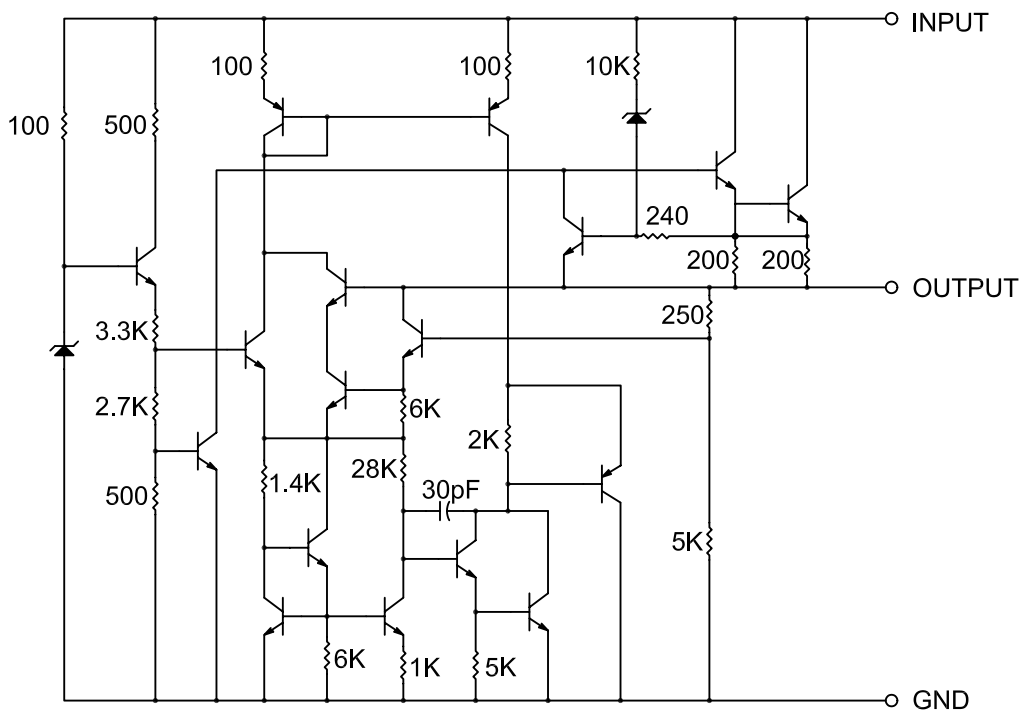 INPUT
100
100
10K
100
500
240
200
200
OUTPUT
250
3.3K
2.7K
6K
2K
28K
1.4K
30pF
500
5K
6K
1K
5K
GND